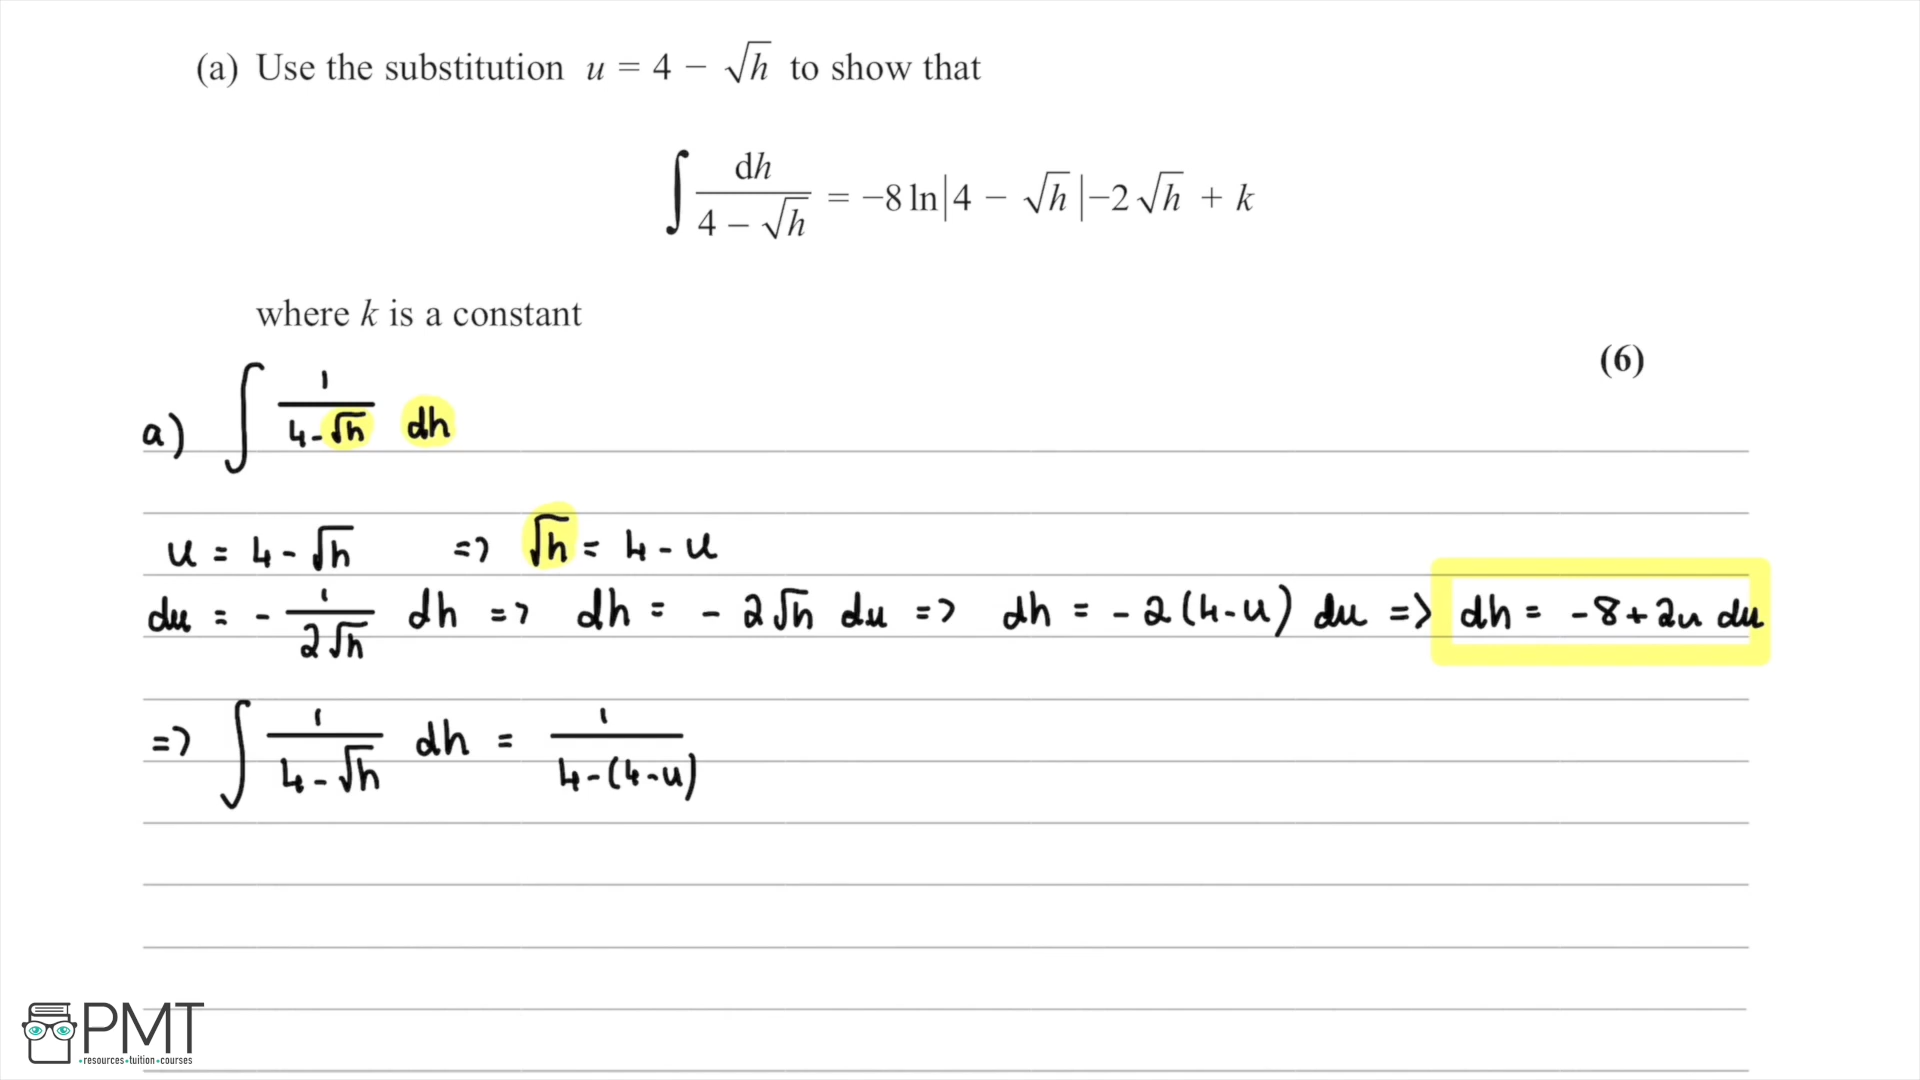 (a) Use the substitution u = 4 − √h to show that
∫ dh/(4 − √h) = −8 ln|4 − √h| −2√h + k
where k is a constant
(6)
a) ∫ 1/(4-√h) dh
u = 4-√h => √h = 4-u
du = - 1/(2√h) dh => dh = - 2√h du => dh = -2(4-u) du => dh = -8+2u du
=> ∫ 1/(4-√h) dh = 1/(4-(4-u))
PMT
•resources•tuition•courses